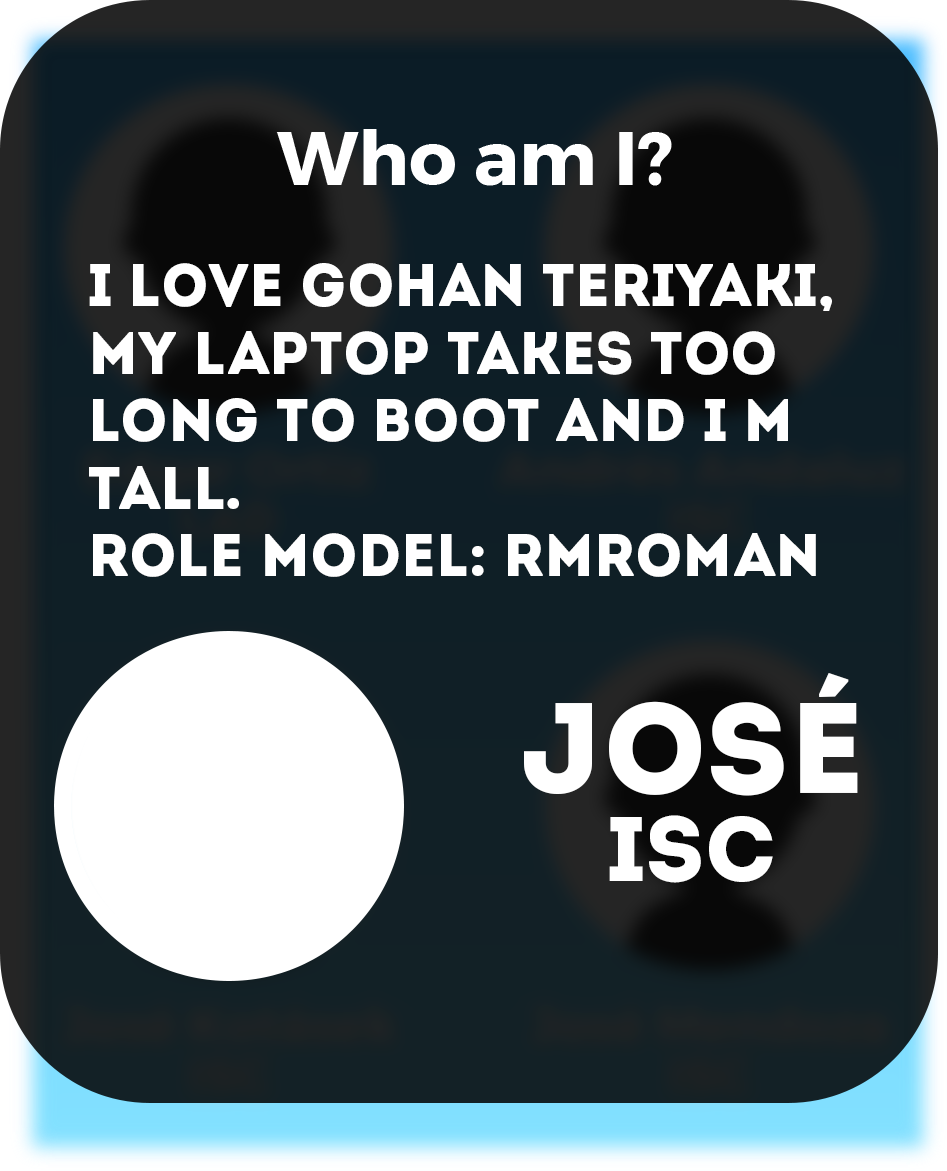 Who am I?
I LOVE GOHAN TERIYAKI,
MY LAPTOP TAKES TOO
LONG TO BOOT AND I M
TALL.
ROLE MODEL: RMROMAN
JOSÉ
ISC